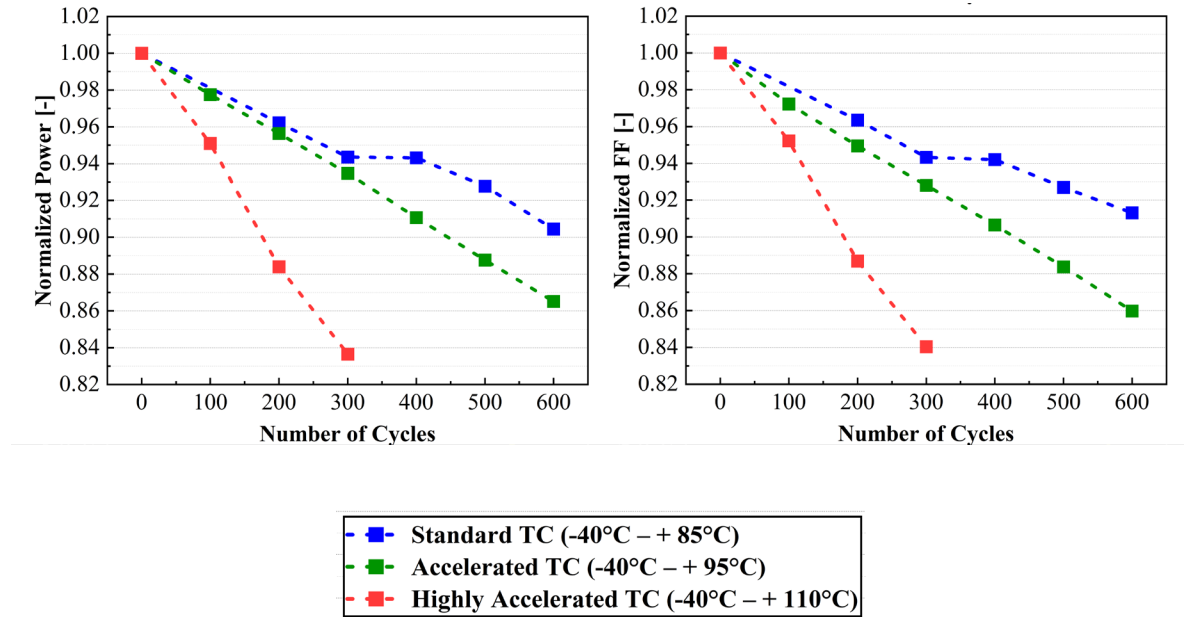 1.02
1.00
0.98
0.96
0.94
0.92
0.90
0.88
0.86
0.84
0.82
Normalized Power [-]
0 100 200 300 400 500 600
Number of Cycles
1.02
1.00
0.98
0.96
0.94
0.92
0.90
0.88
0.86
0.84
0.82
Normalized FF [-]
0 100 200 300 400 500 600
Number of Cycles
Standard TC (-40°C – + 85°C)
Accelerated TC (-40°C – + 95°C)
Highly Accelerated TC (-40°C – + 110°C)